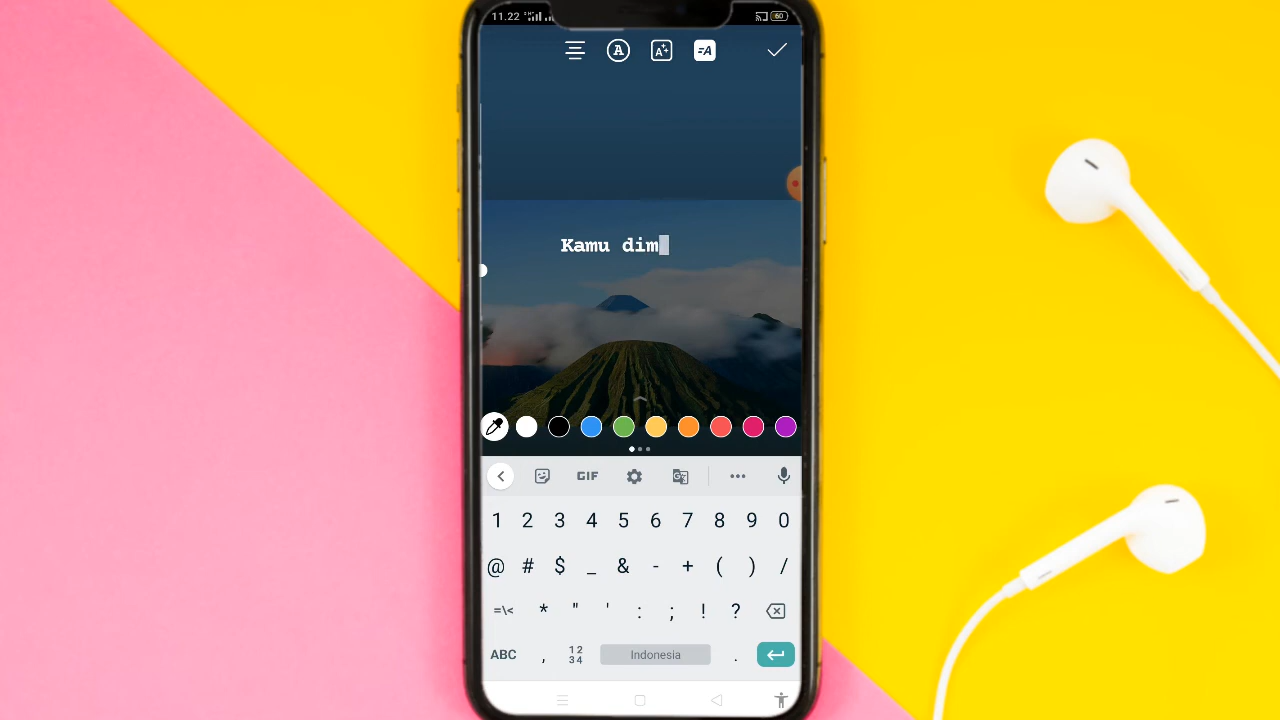 11.22 60
A A+ =A
Kamu dim
GIF
1 2 3 4 5 6 7 8 9 0
@ # $ _ & - + ( ) /
=\< * " ' : ; ! ?
ABC , 12 34 Indonesia .